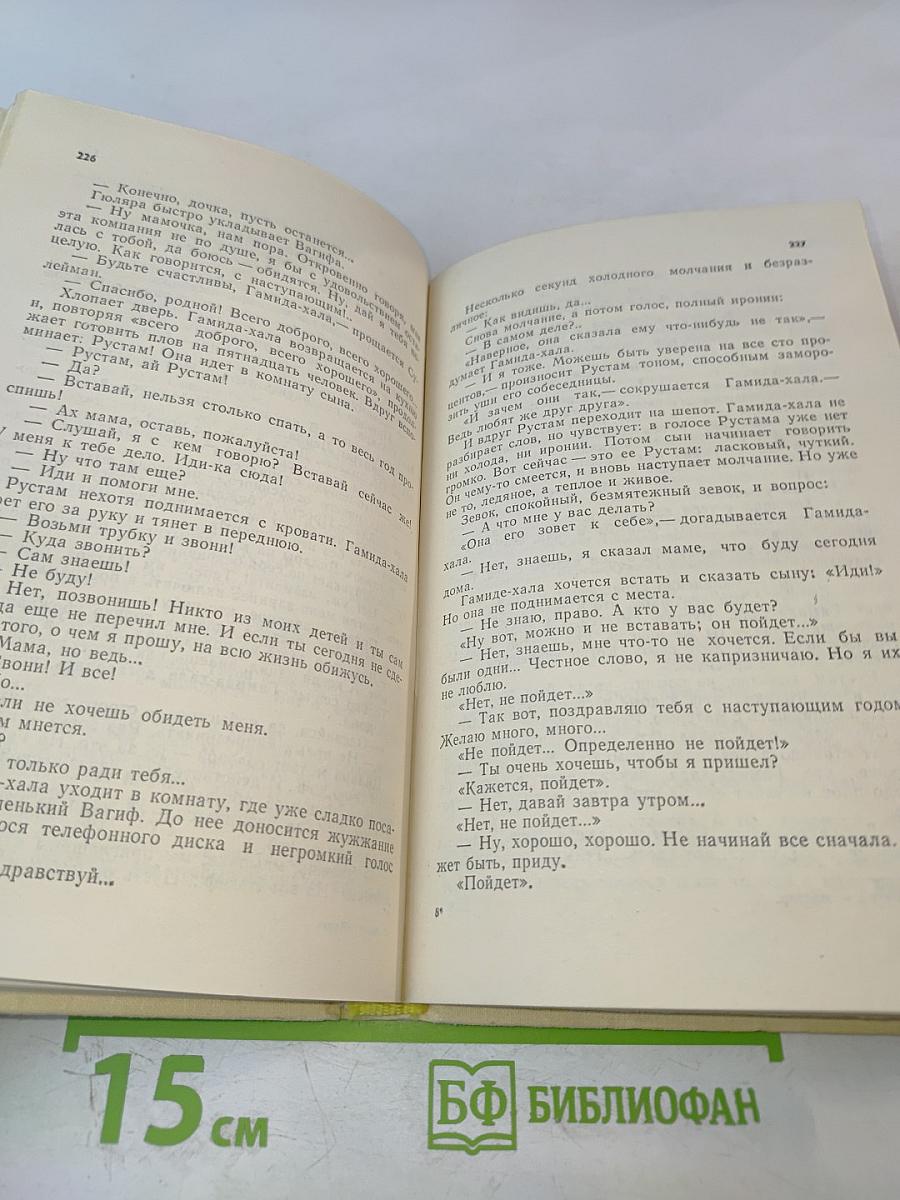 226
— Конечно, дочка, пусть останется...
Гюляра быстро укладывает Вагифа.
— Ну мамочка, нам пора. Откровенно говоря, мне
эта компания не по душе, я бы с удовольствием оста-
лась с тобой, да боюсь — обидятся. Ну, дай я тебя по-
целую. Как говорится, с наступающим!..
— Будьте счастливы, Гамида-хала,— прощается Су-
лейман.
— Спасибо, родной! Всего доброго, всего хорошего.
Хлопает дверь. Гамида-хала возвращается на кухню
и, повторяя «всего доброго, всего хорошего»,
жает готовить плов на пятнадцать человек. Вдруг
минает: Рустам! Она идет в комнату сына.
— Рустам, ай Рустам!
— Да?
— Вставай, нельзя столько спать, а то весь год про-
спишь!
— Ах мама, оставь, пожалуйста!
— Слушай, я с кем говорю? Вставай сейчас же!
у меня к тебе дело. Иди-ка сюда!
— Ну что там еще?
— Иди и помоги мне.
Рустам нехотя поднимается с кровати. Гамида-хала
рет его за руку и тянет в переднюю.
— Возьми трубку и звони!
— Куда звонить?
— Сам знаешь!
— Не буду!
Нет, позвонишь! Никто из моих детей и ты сам
да еще не перечил мне. И если ты сегодня не сде-
того, о чем я прошу, на всю жизнь обижусь.
Мама, но ведь...
Звони! И все!
о...
ли не хочешь обидеть меня.
м мнется.
?
только ради тебя...
-хала уходит в комнату, где уже сладко поса-
ленький Вагиф. До нее доносится жужжание
ося телефонного диска и негромкий голос
дравствуй...
227
Несколько секунд холодного молчания и безраз-
личное:
— Как видишь, да...
Снова молчание, а потом голос, полный иронии:
— В самом деле?..
«Наверное, она сказала ему что-нибудь не так»,—
думает Гамида-хала.
— И я тоже. Можешь быть уверена на все сто про-
центов,— произносит Рустам тоном, способным заморо-
зить уши его собеседницы.
«И зачем они так,— сокрушается Гамида-хала.—
Ведь любят же друг друга».
И вдруг Рустам переходит на шепот. Гамида-хала не
разбирает слов, но чувствует: в голосе Рустама уже нет
ни холода, ни иронии. Потом сын начинает говорить
громко. Вот сейчас — это ее Рустам: ласковый, чуткий.
Он чему-то смеется, и вновь наступает молчание. Но уже
не то, ледяное, а теплое и живое.
Зевок, спокойный, безмятежный зевок, и вопрос:
— А что мне у вас делать?
«Она его зовет к себе»,— догадывается Гамида-
хала.
— Нет, знаешь, я сказал маме, что буду сегодня
дома.
Гамиде-хала хочется встать и сказать сыну: «Иди!»
Но она не поднимается с места.
— Не знаю, право. А кто у вас будет?
«Ну вот, можно и не вставать; он пойдет...»
— Нет, знаешь, мне что-то не хочется. Если бы вы
были одни... Честное слово, я не капризничаю. Но я их
не люблю.
«Нет, не пойдет...»
— Так вот, поздравляю тебя с наступающим годом
Желаю много, много...
«Не пойдет... Определенно не пойдет!»
— Ты очень хочешь, чтобы я пришел?
«Кажется, пойдет».
— Нет, давай завтра утром...
«Нет, не пойдет...»
— Ну, хорошо, хорошо. Не начинай все сначала.
жет быть, приду.
«Пойдет».
8*
15 см
БФ БИБЛИОФАН